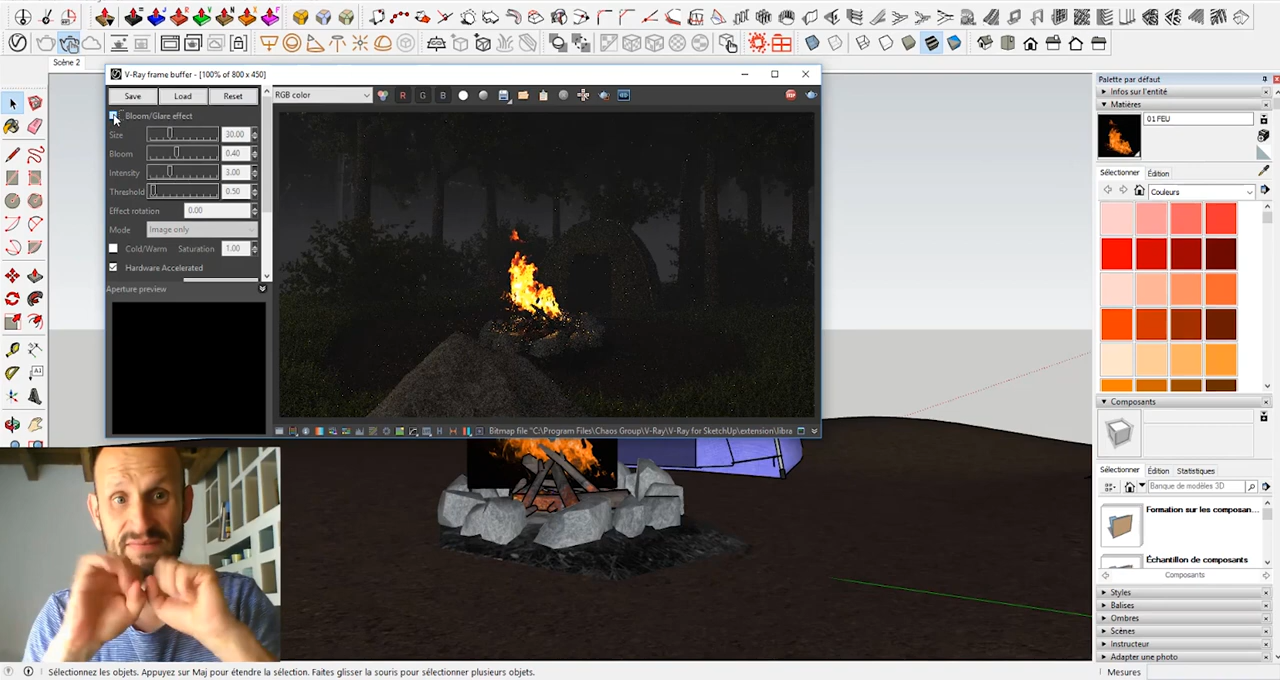 Scène 2
V-Ray frame buffer - [100% of 800 x 450]
Save Load Reset
RGB color
R G B
Bloom/Glare effect
Size 30.00
Bloom 0.40
Intensity 3.00
Threshold 0.50
Effect rotation 0.00
Mode Image only
Cold/Warm Saturation 1.00
Hardware Accelerated
Aperture preview
Bitmap file "C:\Program Files\Chaos Group\V-Ray\V-Ray for SketchUp\extension\libra
Palette par défaut
Infos sur l'entité
Matières
01 FEU
Sélectionner Édition
Couleurs
Composants
Sélectionner Édition Statistiques
Banque de modèles 3D
Formation sur les composan...
Échantillon de composants
Composants
Styles
Balises
Ombres
Scènes
Instructeur
Adapter une photo
Sélectionnez les objets. Appuyez sur Maj pour étendre la sélection. Faites glisser la souris pour sélectionner plusieurs objets.
Mesures